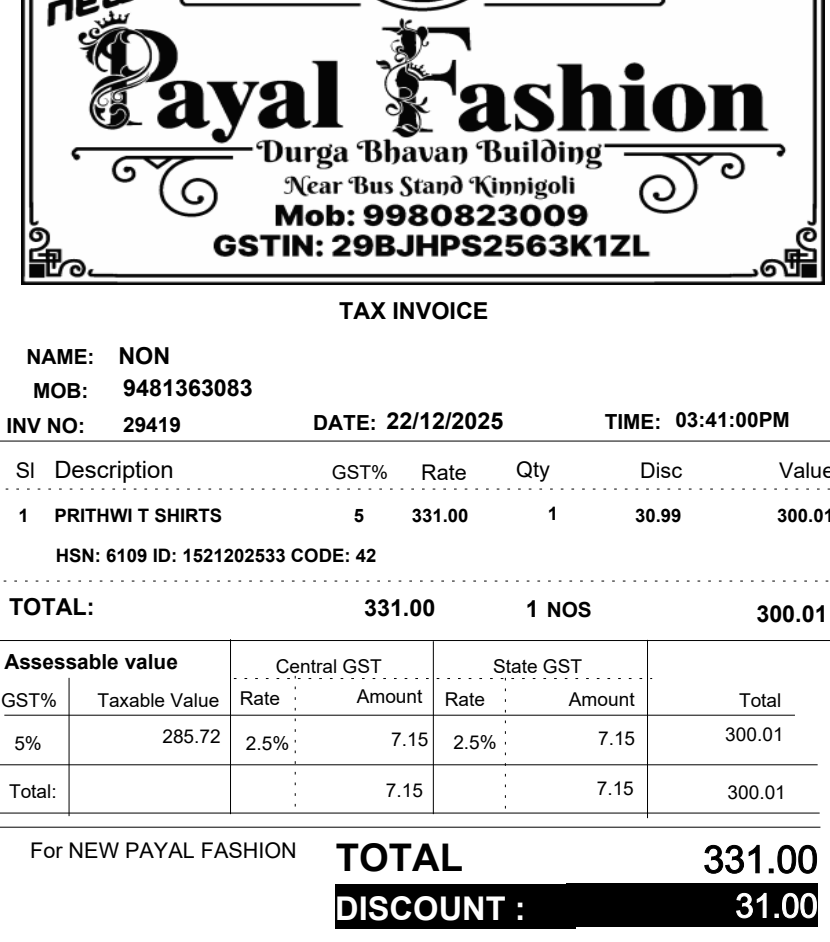 new
Payal Fashion
Durga Bhavan Building
Near Bus Stand Kinnigoli
Mob: 9980823009
GSTIN: 29BJHPS2563K1ZL
TAX INVOICE
NAME: NON
MOB: 9481363083
INV NO: 29419 DATE: 22/12/2025 TIME: 03:41:00PM
Sl Description GST% Rate Qty Disc Value
1 PRITHWI T SHIRTS 5 331.00 1 30.99 300.01
HSN: 6109 ID: 1521202533 CODE: 42
TOTAL: 331.00 1 NOS 300.01
Assessable value Central GST State GST
GST% Taxable Value Rate Amount Rate Amount Total
5% 285.72 2.5% 7.15 2.5% 7.15 300.01
Total: 7.15 7.15 300.01
For NEW PAYAL FASHION TOTAL 331.00
DISCOUNT : 31.00